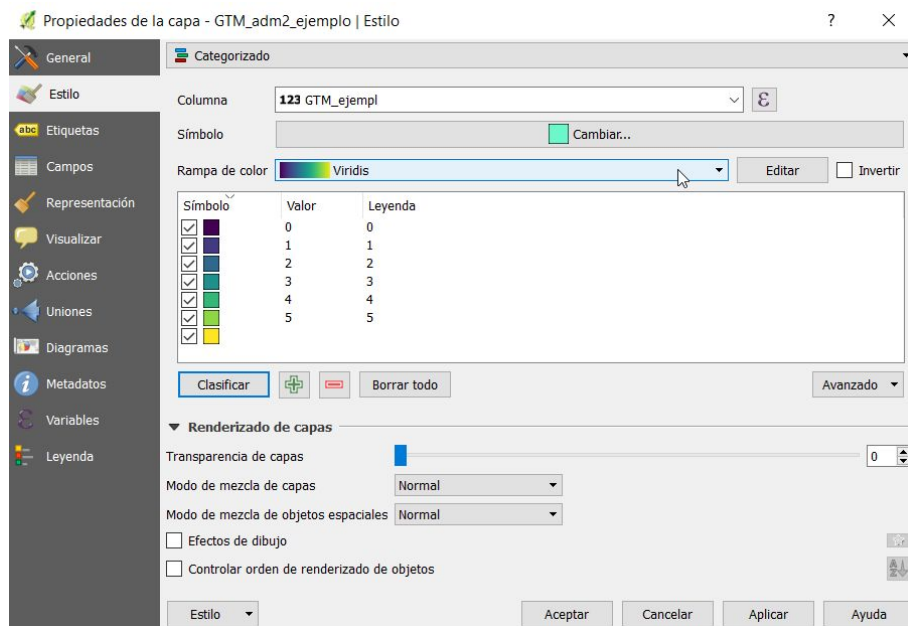 Propiedades de la capa - GTM_adm2_ejemplo | Estilo
?
General
Estilo
abc Etiquetas
Campos
Representación
Visualizar
Acciones
Uniones
Diagramas
Metadatos
Variables
Leyenda
Categorizado
Columna 123 GTM_ejempl ε
Símbolo Cambiar...
Rampa de color Viridis Editar Invertir
Símbolo Valor Leyenda
0 0
1 1
2 2
3 3
4 4
5 5
Clasificar Borrar todo Avanzado
Renderizado de capas
Transparencia de capas 0
Modo de mezcla de capas Normal
Modo de mezcla de objetos espaciales Normal
Efectos de dibujo
Controlar orden de renderizado de objetos
Estilo Aceptar Cancelar Aplicar Ayuda